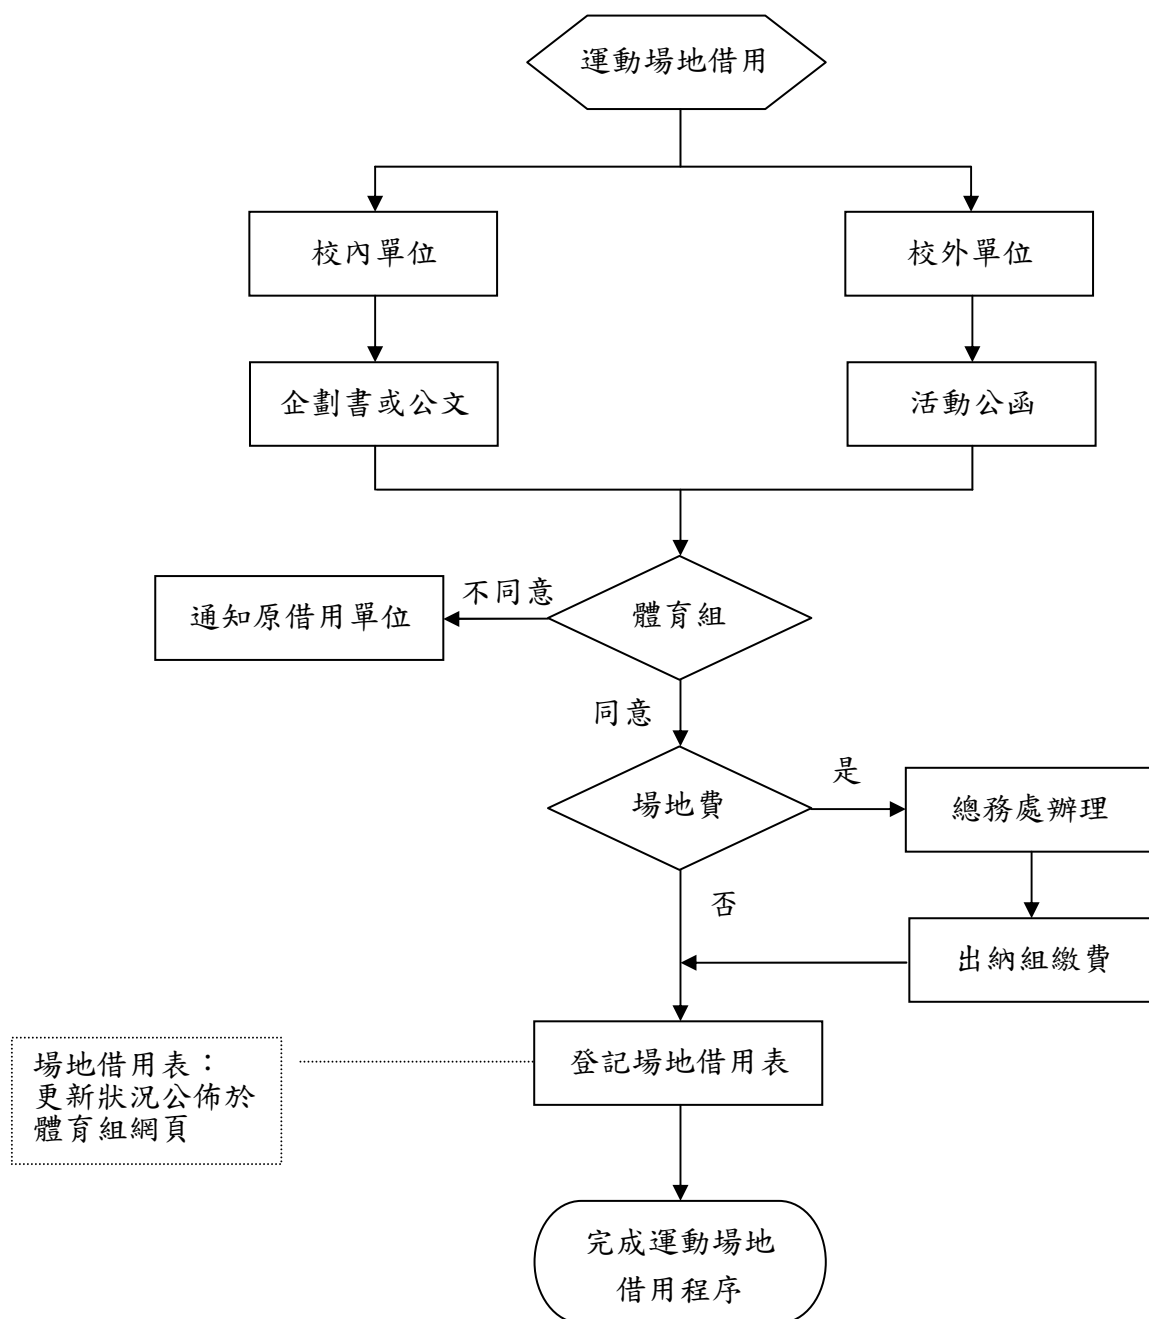 運動場地借用
校內單位
校外單位
企劃書或公文
活動公函
不同意
通知原借用單位
體育組
同意
是
場地費
總務處辦理
否
出納組繳費
場地借用表：
更新狀況公佈於
體育組網頁
登記場地借用表
完成運動場地
借用程序